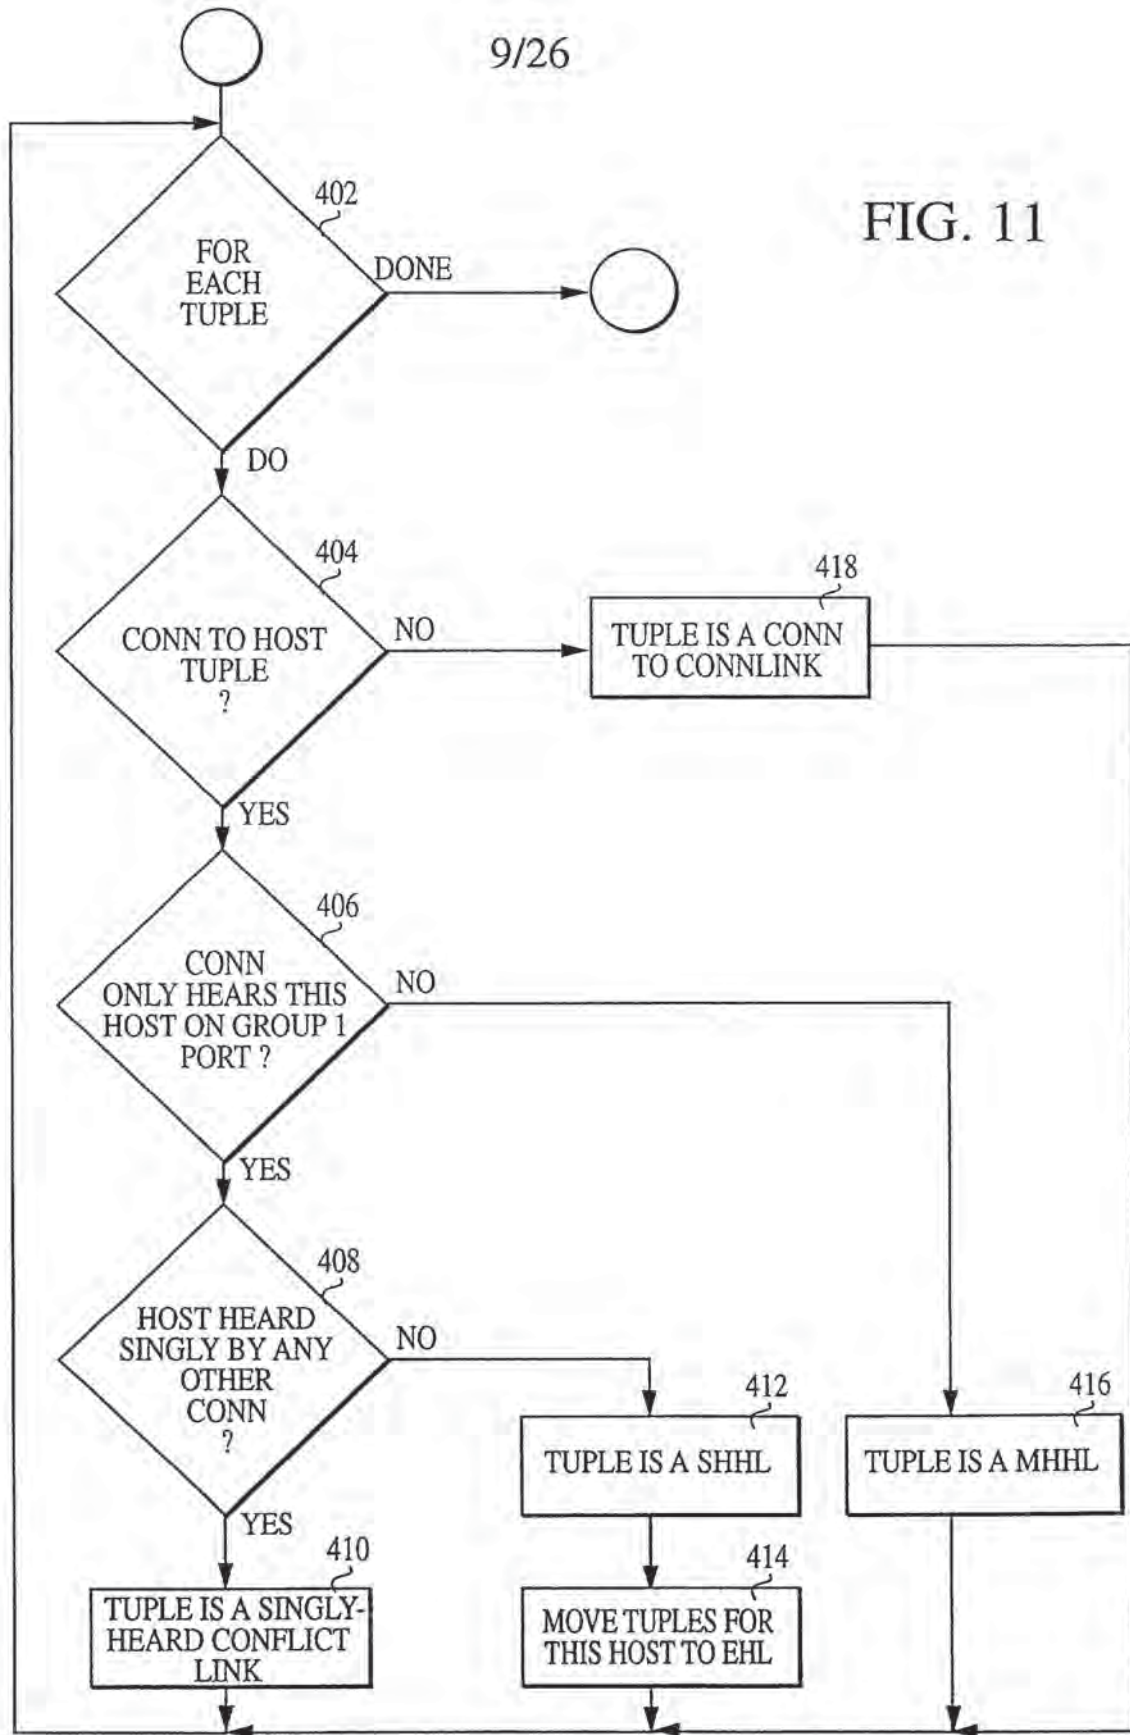 9/26
FIG. 11
402
FOR
EACH
TUPLE
DONE
DO
404
CONN TO HOST
TUPLE
?
NO
418
TUPLE IS A CONN
TO CONNLINK
YES
406
CONN
ONLY HEARS THIS
HOST ON GROUP 1
PORT ?
NO
YES
408
HOST HEARD
SINGLY BY ANY
OTHER
CONN
?
NO
412
TUPLE IS A SHHL
416
TUPLE IS A MHHL
YES
410
TUPLE IS A SINGLY-
HEARD CONFLICT
LINK
414
MOVE TUPLES FOR
THIS HOST TO EHL